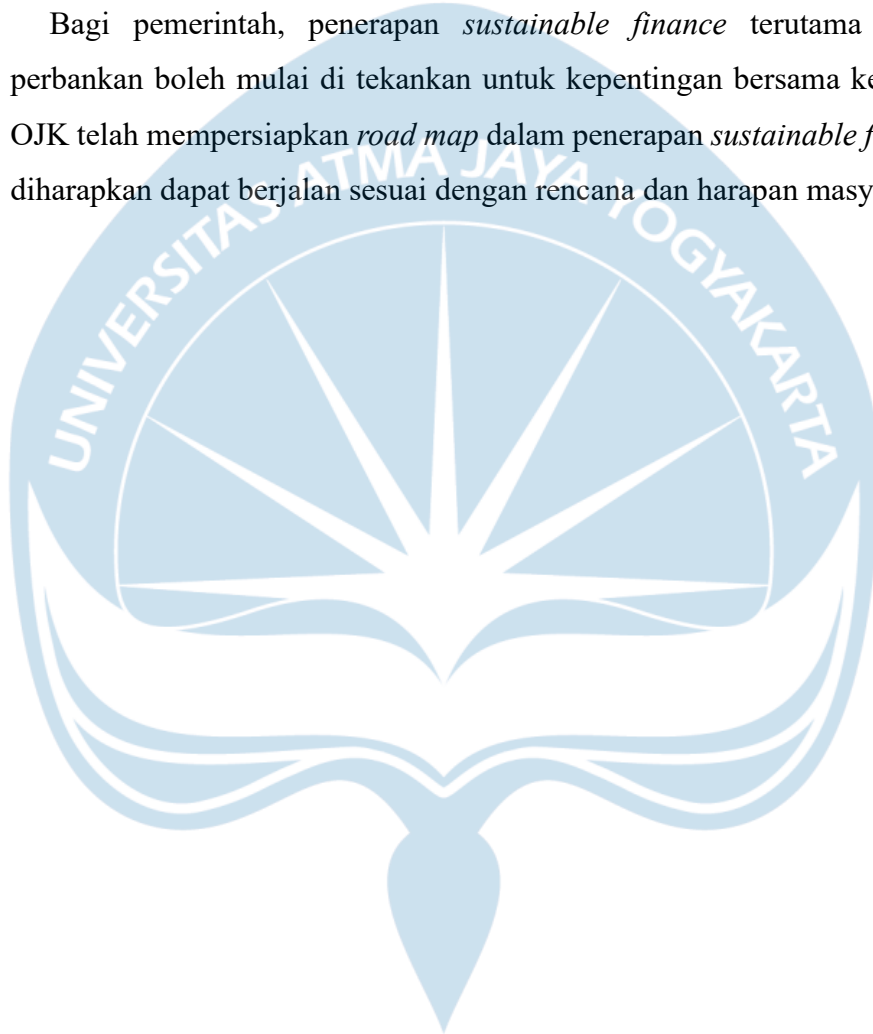 Bagi pemerintah, penerapan sustainable finance terutama
perbankan boleh mulai di tekankan untuk kepentingan bersama ke
OJK telah mempersiapkan road map dalam penerapan sustainable f
diharapkan dapat berjalan sesuai dengan rencana dan harapan masy
UNIVERSITAS ATMA JAYA YOGYAKARTA